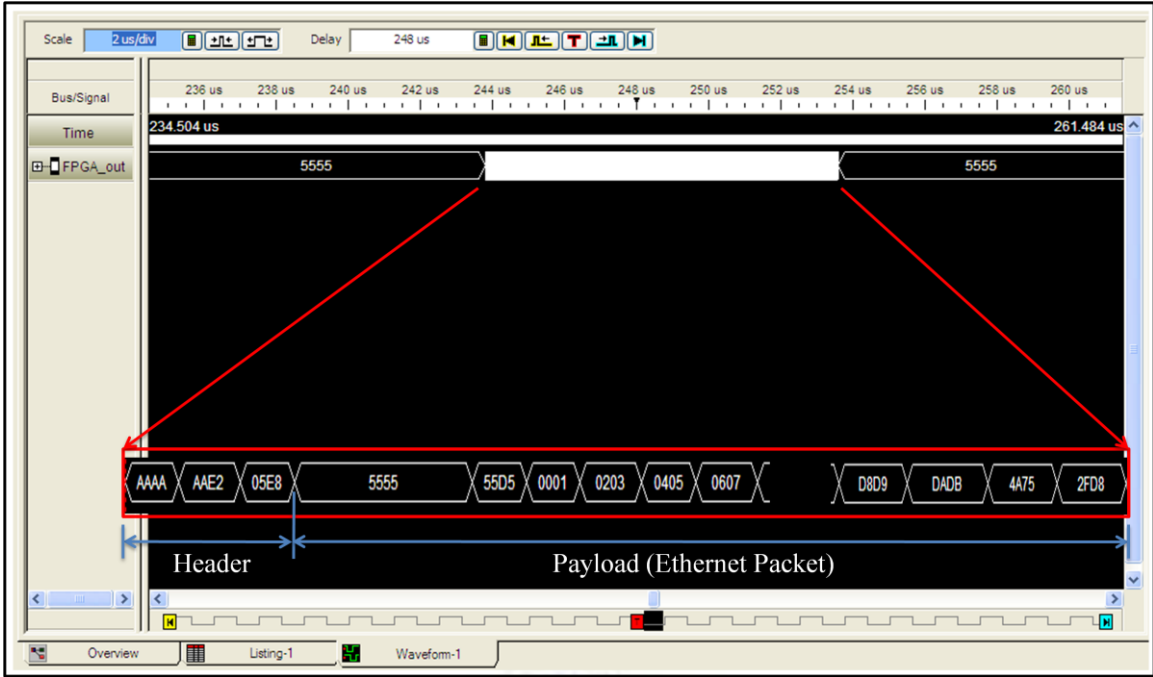 Scale 2 us/div Delay 248 us T
Bus/Signal 236 us 238 us 240 us 242 us 244 us 246 us 248 us 250 us 252 us 254 us 256 us 258 us 260 us
Time 234.504 us 261.484 us
FPGA_out 5555 5555
AAAA AAE2 05E8 5555 55D5 0001 0203 0405 0607 D8D9 DADB 4A75 2FD8
Header Payload (Ethernet Packet)
T
Overview Listing-1 Waveform-1